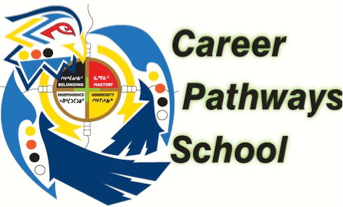 Career
Pathways
School
BELONGING
MASTERY
INDEPENDENCE
GENEROSITY